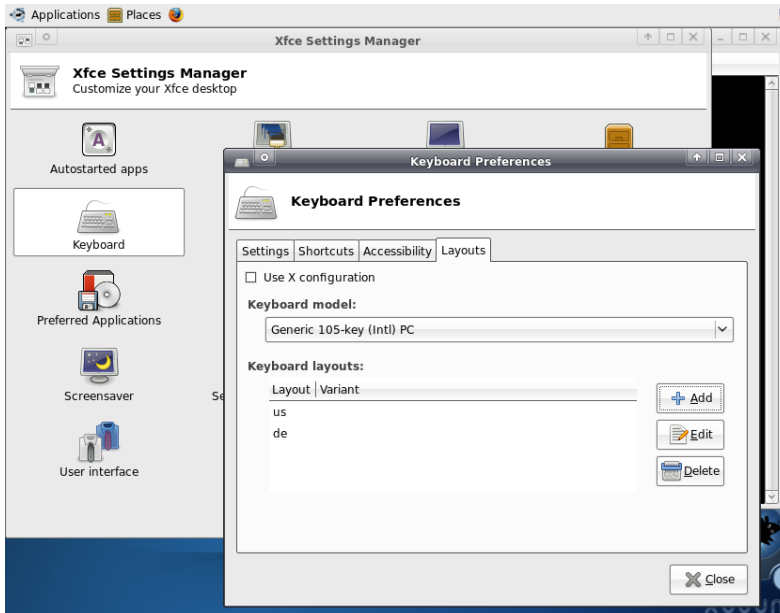 Applications Places
Xfce Settings Manager
Xfce Settings Manager
Customize your Xfce desktop
Autostarted apps
Keyboard
Preferred Applications
Screensaver
Se
User interface
Keyboard Preferences
Keyboard Preferences
Settings Shortcuts Accessibility Layouts
Use X configuration
Keyboard model:
Generic 105-key (Intl) PC
Keyboard layouts:
Layout Variant
us
de
Add
Edit
Delete
Close